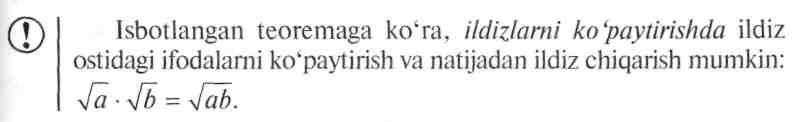 Isbotlangan teoremaga ko‘ra, ildizlarni ko‘paytirishda ildiz
ostidagi ifodalarni ko‘paytirish va natijadan ildiz chiqarish mumkin:
√a · √b = √ab.